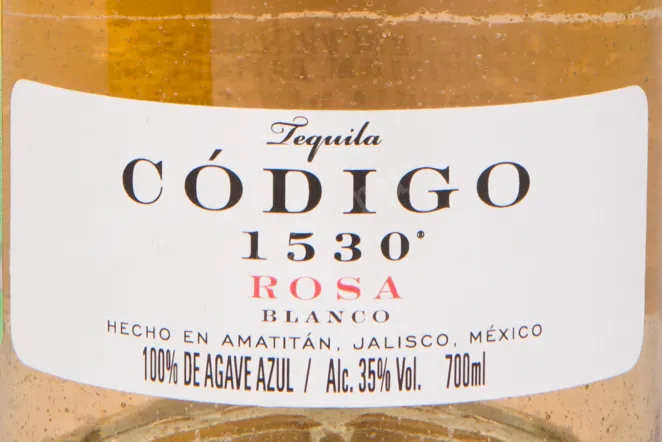 Tequila
CÓDIGO
1530®
ROSA
BLANCO
HECHO EN AMATITÁN, JALISCO, MÉXICO
100% DE AGAVE AZUL / Alc. 35% Vol. 700ml